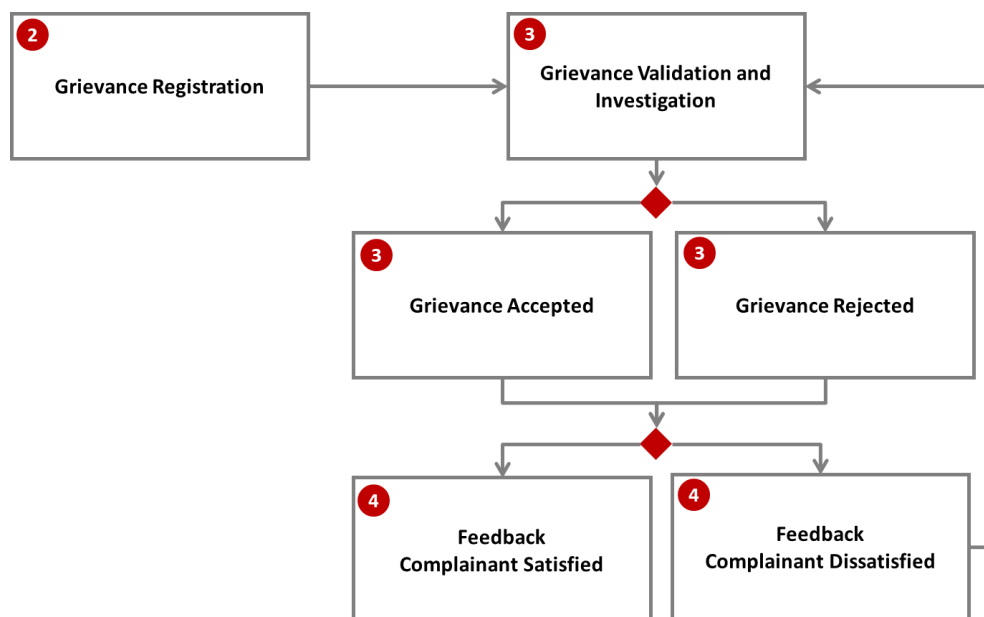 2
Grievance Registration
3
Grievance Validation and
Investigation
3
Grievance Accepted
3
Grievance Rejected
4
Feedback
Complainant Satisfied
4
Feedback
Complainant Dissatisfied